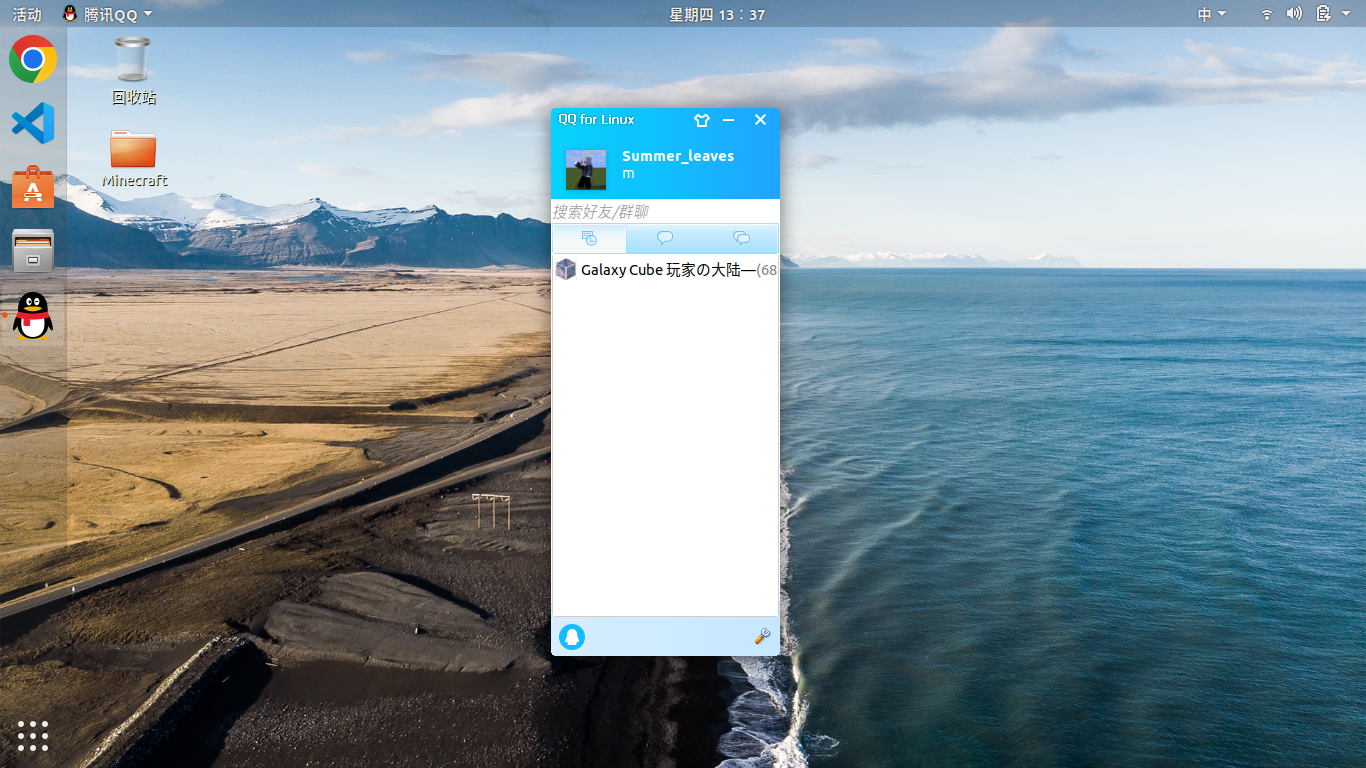 活动 腾讯QQ 星期四 13：37 中
回收站
Minecraft
QQ for Linux
Summer_leaves
m
搜索好友/群聊
Galaxy Cube 玩家の大陆—(68